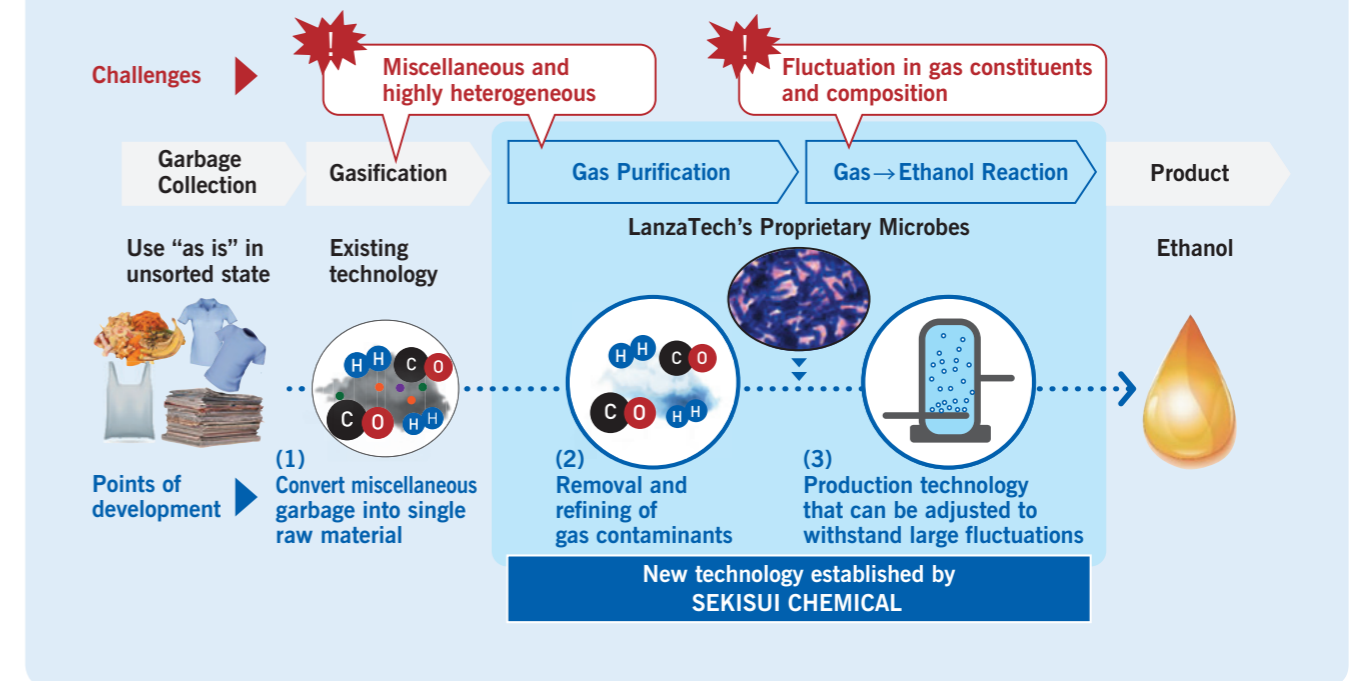 Challenges
!
Miscellaneous and
highly heterogeneous
!
Fluctuation in gas constituents
and composition
Garbage
Collection
Gasification
Gas Purification
Gas→Ethanol Reaction
Product
LanzaTech's Proprietary Microbes
Use “as is” in
unsorted state
Existing
technology
Ethanol
H H C O
C O H H
H H C O
C O H H
Points of
development
(1)
Convert miscellaneous
garbage into single
raw material
(2)
Removal and
refining of
gas contaminants
(3)
Production technology
that can be adjusted to
withstand large fluctuations
New technology established by
SEKISUI CHEMICAL